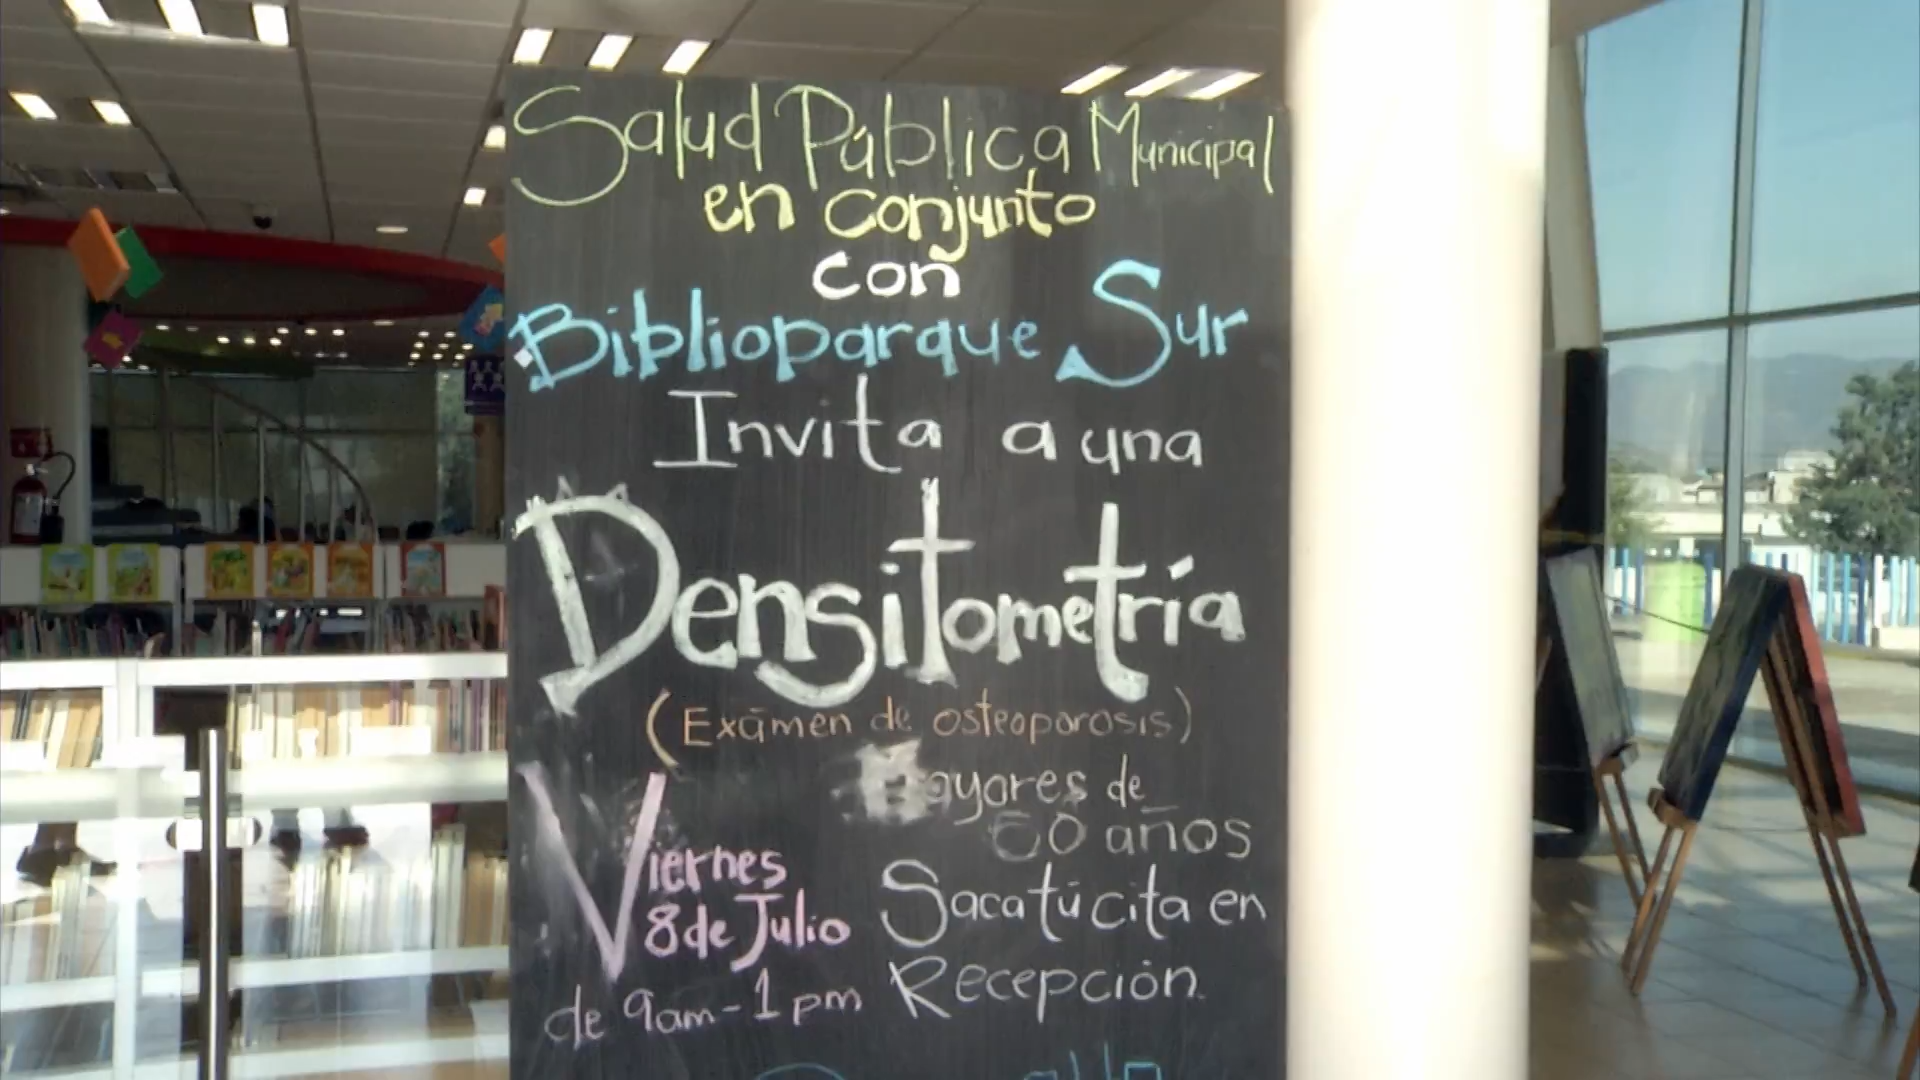 Salud Pública Municipal
en conjunto
con
Biblioparque Sur
Invita a una
Densitometría
(Exámen de osteoporosis)
Mayores de
60 años
Viernes
8 de Julio
de 9am-1pm
Saca tú cita en
Recepción.